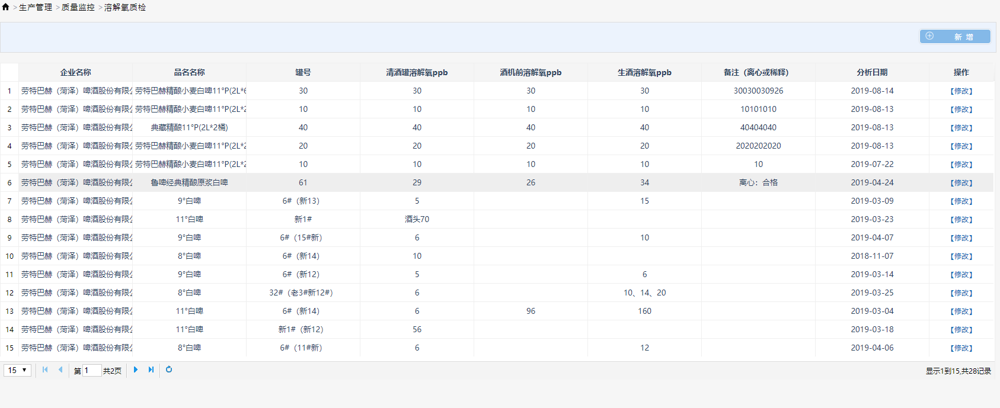 >生产管理 >质量监控 >溶解氧质检
新 增
企业名称 品名名称 罐号 清酒罐溶解氧ppb 酒机前溶解氧ppb 生酒溶解氧ppb 备注（离心或稀释） 分析日期 操作
1 劳特巴赫（菏泽）啤酒股份有限 劳特巴赫精酿小麦白啤11°P(2L*6 30 30 30 30 30030030926 2019-08-14 【修改】
2 劳特巴赫（菏泽）啤酒股份有限 劳特巴赫精酿小麦白啤11°P(2L*2 10 10 10 10 10101010 2019-08-13 【修改】
3 劳特巴赫（菏泽）啤酒股份有限 典藏精酿11°P(2L*2桶) 40 40 40 40 40404040 2019-08-13 【修改】
4 劳特巴赫（菏泽）啤酒股份有限 劳特巴赫精酿小麦白啤11°P(2L*2 20 20 20 20 2020202020 2019-08-13 【修改】
5 劳特巴赫（菏泽）啤酒股份有限 劳特巴赫精酿小麦白啤11°P(2L*2 10 10 10 10 10 2019-07-22 【修改】
6 劳特巴赫（菏泽）啤酒股份有限 鲁啤经典精酿原浆白啤 61 29 26 34 离心：合格 2019-04-24 【修改】
7 劳特巴赫（菏泽）啤酒股份有限 9°白啤 6#（新13） 5 15 2019-03-09 【修改】
8 劳特巴赫（菏泽）啤酒股份有限 11°白啤 新1# 酒头70 2019-03-23 【修改】
9 劳特巴赫（菏泽）啤酒股份有限 9°白啤 6#（15#新） 6 10 2019-04-07 【修改】
10 劳特巴赫（菏泽）啤酒股份有限 8°白啤 6#（新14） 10 2018-11-07 【修改】
11 劳特巴赫（菏泽）啤酒股份有限 9°白啤 6#（新12） 5 6 2019-03-14 【修改】
12 劳特巴赫（菏泽）啤酒股份有限 8°白啤 32#（老3#新12#） 6 10、14、20 2019-03-25 【修改】
13 劳特巴赫（菏泽）啤酒股份有限 11°白啤 6#（新14） 6 96 160 2019-03-04 【修改】
14 劳特巴赫（菏泽）啤酒股份有限 11°白啤 新1#（新12） 56 2019-03-18 【修改】
15 劳特巴赫（菏泽）啤酒股份有限 8°白啤 6#（11#新） 6 12 2019-04-06 【修改】
15 第 1 共2页 显示1到15,共28记录